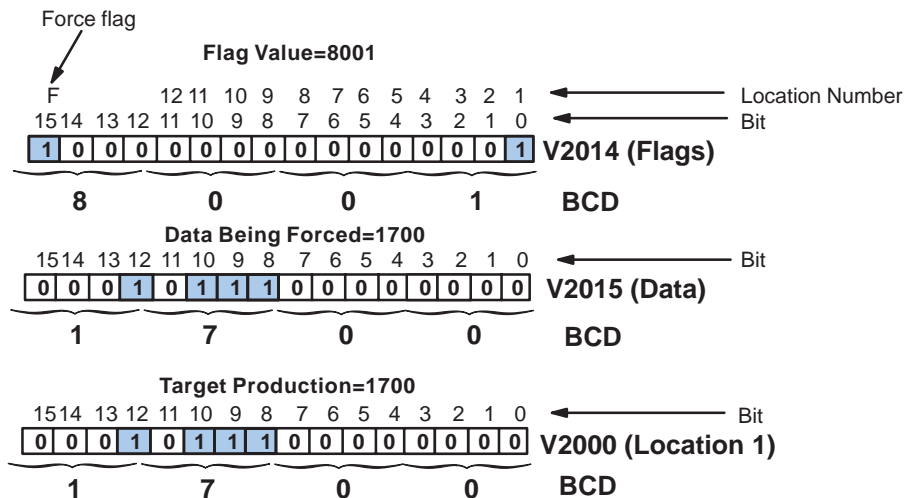 Force flag
Flag Value=8001
F 12 11 10 9 8 7 6 5 4 3 2 1 Location Number
15 14 13 12 11 10 9 8 7 6 5 4 3 2 1 0 Bit
1 0 0 0 0 0 0 0 0 0 0 0 0 0 0 1 V2014 (Flags)
8 0 0 1 BCD
Data Being Forced=1700
15 14 13 12 11 10 9 8 7 6 5 4 3 2 1 0 Bit
0 0 0 1 0 1 1 1 0 0 0 0 0 0 0 0 V2015 (Data)
1 7 0 0 BCD
Target Production=1700
15 14 13 12 11 10 9 8 7 6 5 4 3 2 1 0 Bit
0 0 0 1 0 1 1 1 0 0 0 0 0 0 0 0 V2000 (Location 1)
1 7 0 0 BCD